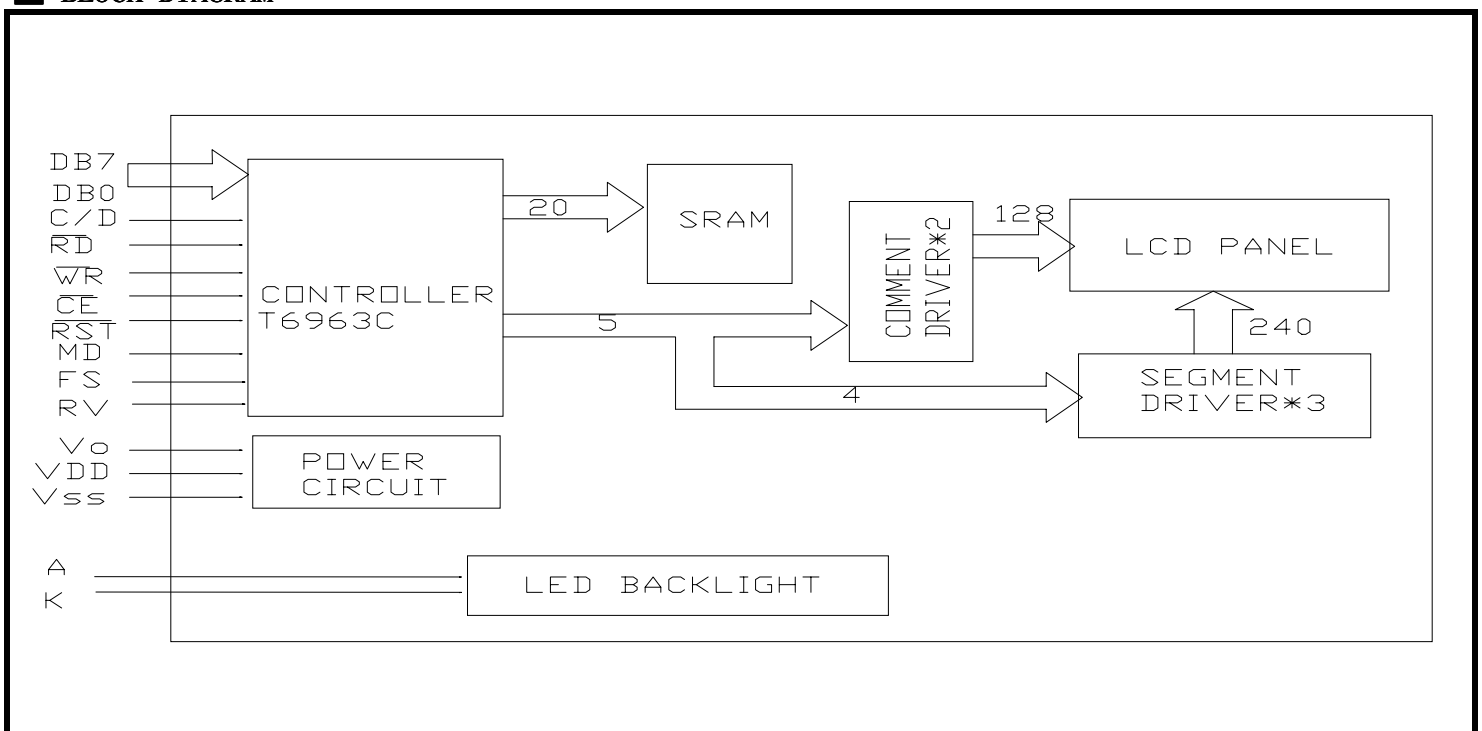 BLOCK DIAGRAM
DB7
DB0
C/D
RD
WR
CE
RST
MD
FS
RV
Vo
VDD
Vss
A
K
CONTROLLER
T6963C
POWER
CIRCUIT
20
SRAM
5
4
COMMENT
DRIVER*2
128
LCD PANEL
240
SEGMENT
DRIVER*3
LED BACKLIGHT